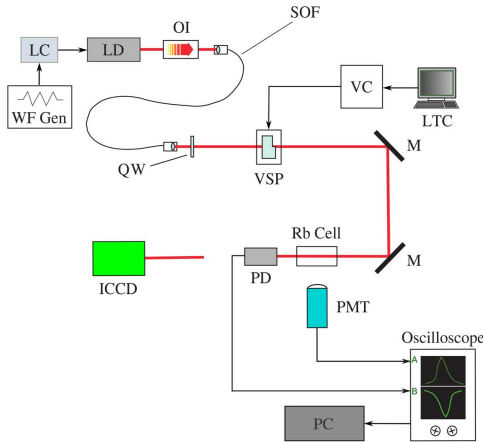 SOF
OI
LC
LD
WF Gen
VC
LTC
QW
VSP
M
Rb Cell
M
ICCD
PD
PMT
Oscilloscope
A
B
PC